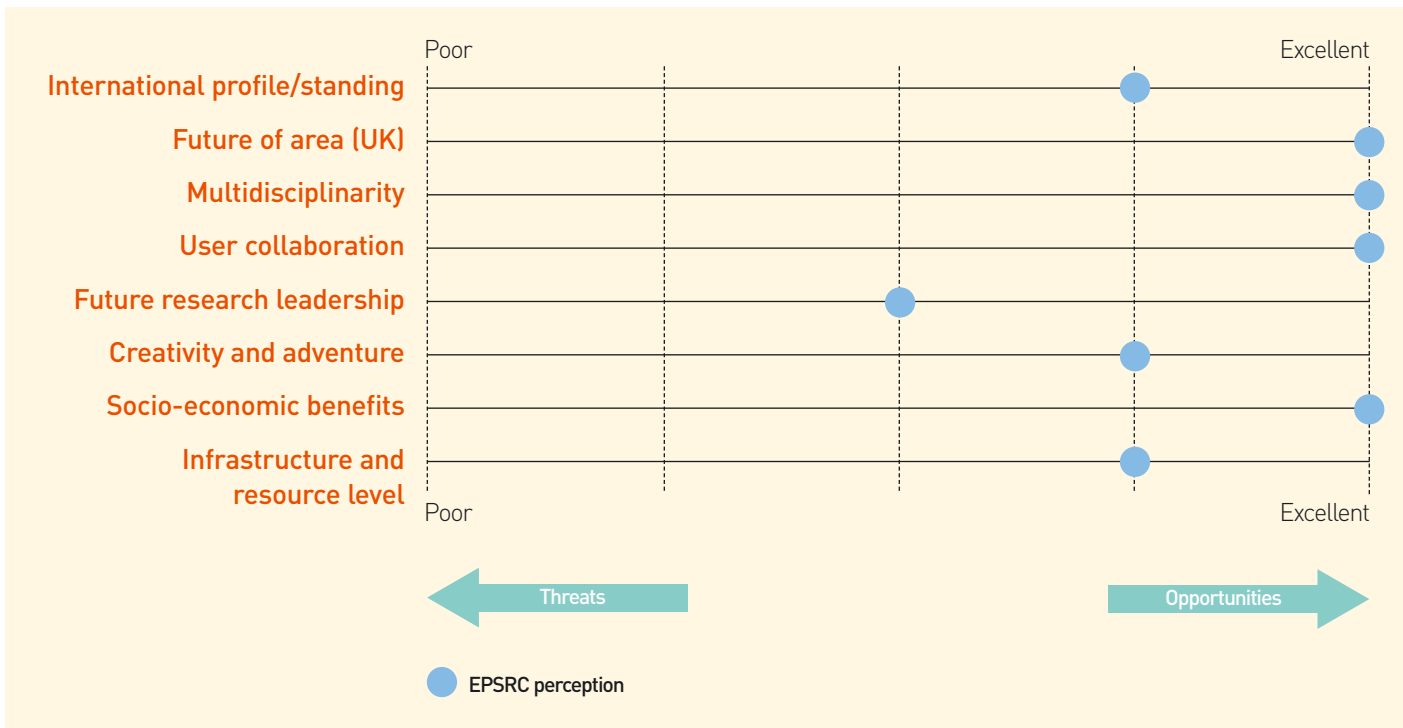 Poor Excellent
International profile/standing
Future of area (UK)
Multidisciplinarity
User collaboration
Future research leadership
Creativity and adventure
Socio-economic benefits
Infrastructure and
resource level
Poor Excellent
Threats Opportunities
EPSRC perception